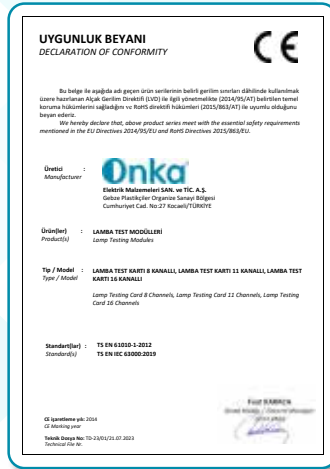 UYGUNLUK BEYANI
DECLARATION OF CONFORMITY
CE
Bu belge ile aşağıda adı geçen ürün serilerinin belirli gerilim sınırları dâhilinde kullanılmak
üzere hazırlanan Alçak Gerilim Direktifi (LVD) ile ilgili yönetmelikte (2014/95/AT) belirtilen temel
koruma hükümlerini sağladığını ve RoHS direktifi hükümleri (2015/863/AT) ile uyumlu olduğunu
beyan ederiz.
We hereby declare that, above product series meet with the essential safety requirements
mentioned in the EU Directives 2014/95/EU and RoHS Directives 2015/863/EU.
Üretici :
Manufacturer
Onka
Elektrik Malzemeleri SAN. ve TİC. A.Ş.
Gebze Plastikçiler Organize Sanayi Bölgesi
Cumhuriyet Cad. No:27 Kocaeli/TÜRKİYE
Ürün(ler) : LAMBA TEST MODÜLLERİ
Product(s) Lamp Testing Modules
Tip / Model : LAMBA TEST KARTI 8 KANALLI, LAMBA TEST KARTI 11 KANALLI, LAMBA TEST
Type / Model KARTI 16 KANALLI
Lamp Testing Card 8 Channels, Lamp Testing Card 11 Channels, Lamp Testing
Card 16 Channels
Standart(lar) : TS EN 61010-1-2012
Standard(s) TS EN IEC 63000:2019
CE işaretleme yılı: 2014
CE Marking year
Teknik Dosya No: TD-23/01/21.07.2023
Technical File Nr.